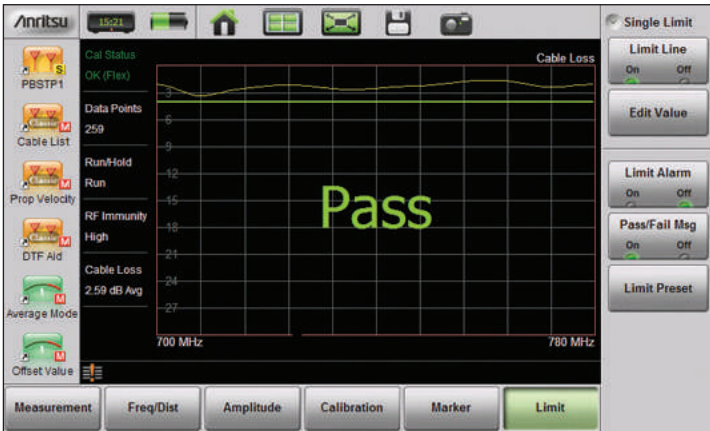 Anritsu
15:21
PBSTP1
Classic
Cable List
Classic
Prop Velocity
Classic
DTF Aid
Average Mode
Offset Value
S
M
M
M
M
M
Cal Status
OK (Flex)
Data Points
259
Run/Hold
Run
RF Immunity
High
Cable Loss
2.59 dB Avg
Cable Loss
-3
-6
-9
-12
-15
-18
-21
-24
-27
Pass
700 MHz
780 MHz
Single Limit
Limit Line
On Off
Edit Value
Limit Alarm
On Off
Pass/Fail Msg
On Off
Limit Preset
Measurement
Freq/Dist
Amplitude
Calibration
Marker
Limit